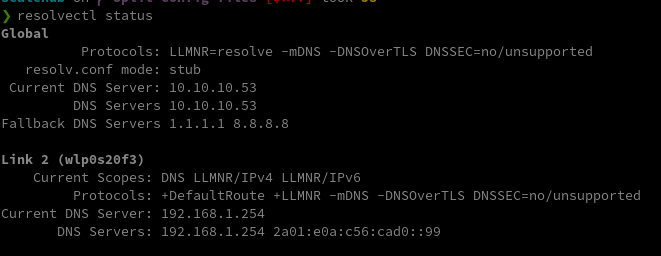 ❯ resolvectl status
Global
Protocols: LLMNR=resolve -mDNS -DNSOverTLS DNSSEC=no/unsupported
resolv.conf mode: stub
Current DNS Server: 10.10.10.53
DNS Servers 10.10.10.53
Fallback DNS Servers 1.1.1.1 8.8.8.8
Link 2 (wlp0s20f3)
Current Scopes: DNS LLMNR/IPv4 LLMNR/IPv6
Protocols: +DefaultRoute +LLMNR -mDNS -DNSOverTLS DNSSEC=no/unsupported
Current DNS Server: 192.168.1.254
DNS Servers: 192.168.1.254 2a01:e0a:c56:cad0::99